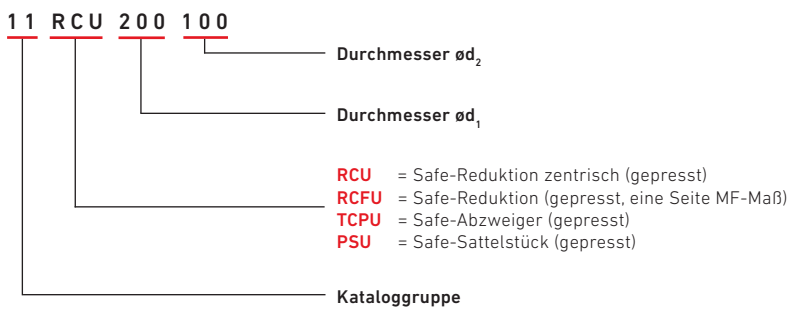 11 RCU 200 100
Durchmesser ød₂
Durchmesser ød₁
RCU = Safe-Reduktion zentrisch (gepresst)
RCFU = Safe-Reduktion (gepresst, eine Seite MF-Maß)
TCPU = Safe-Abzweiger (gepresst)
PSU = Safe-Sattelstück (gepresst)
Kataloggruppe